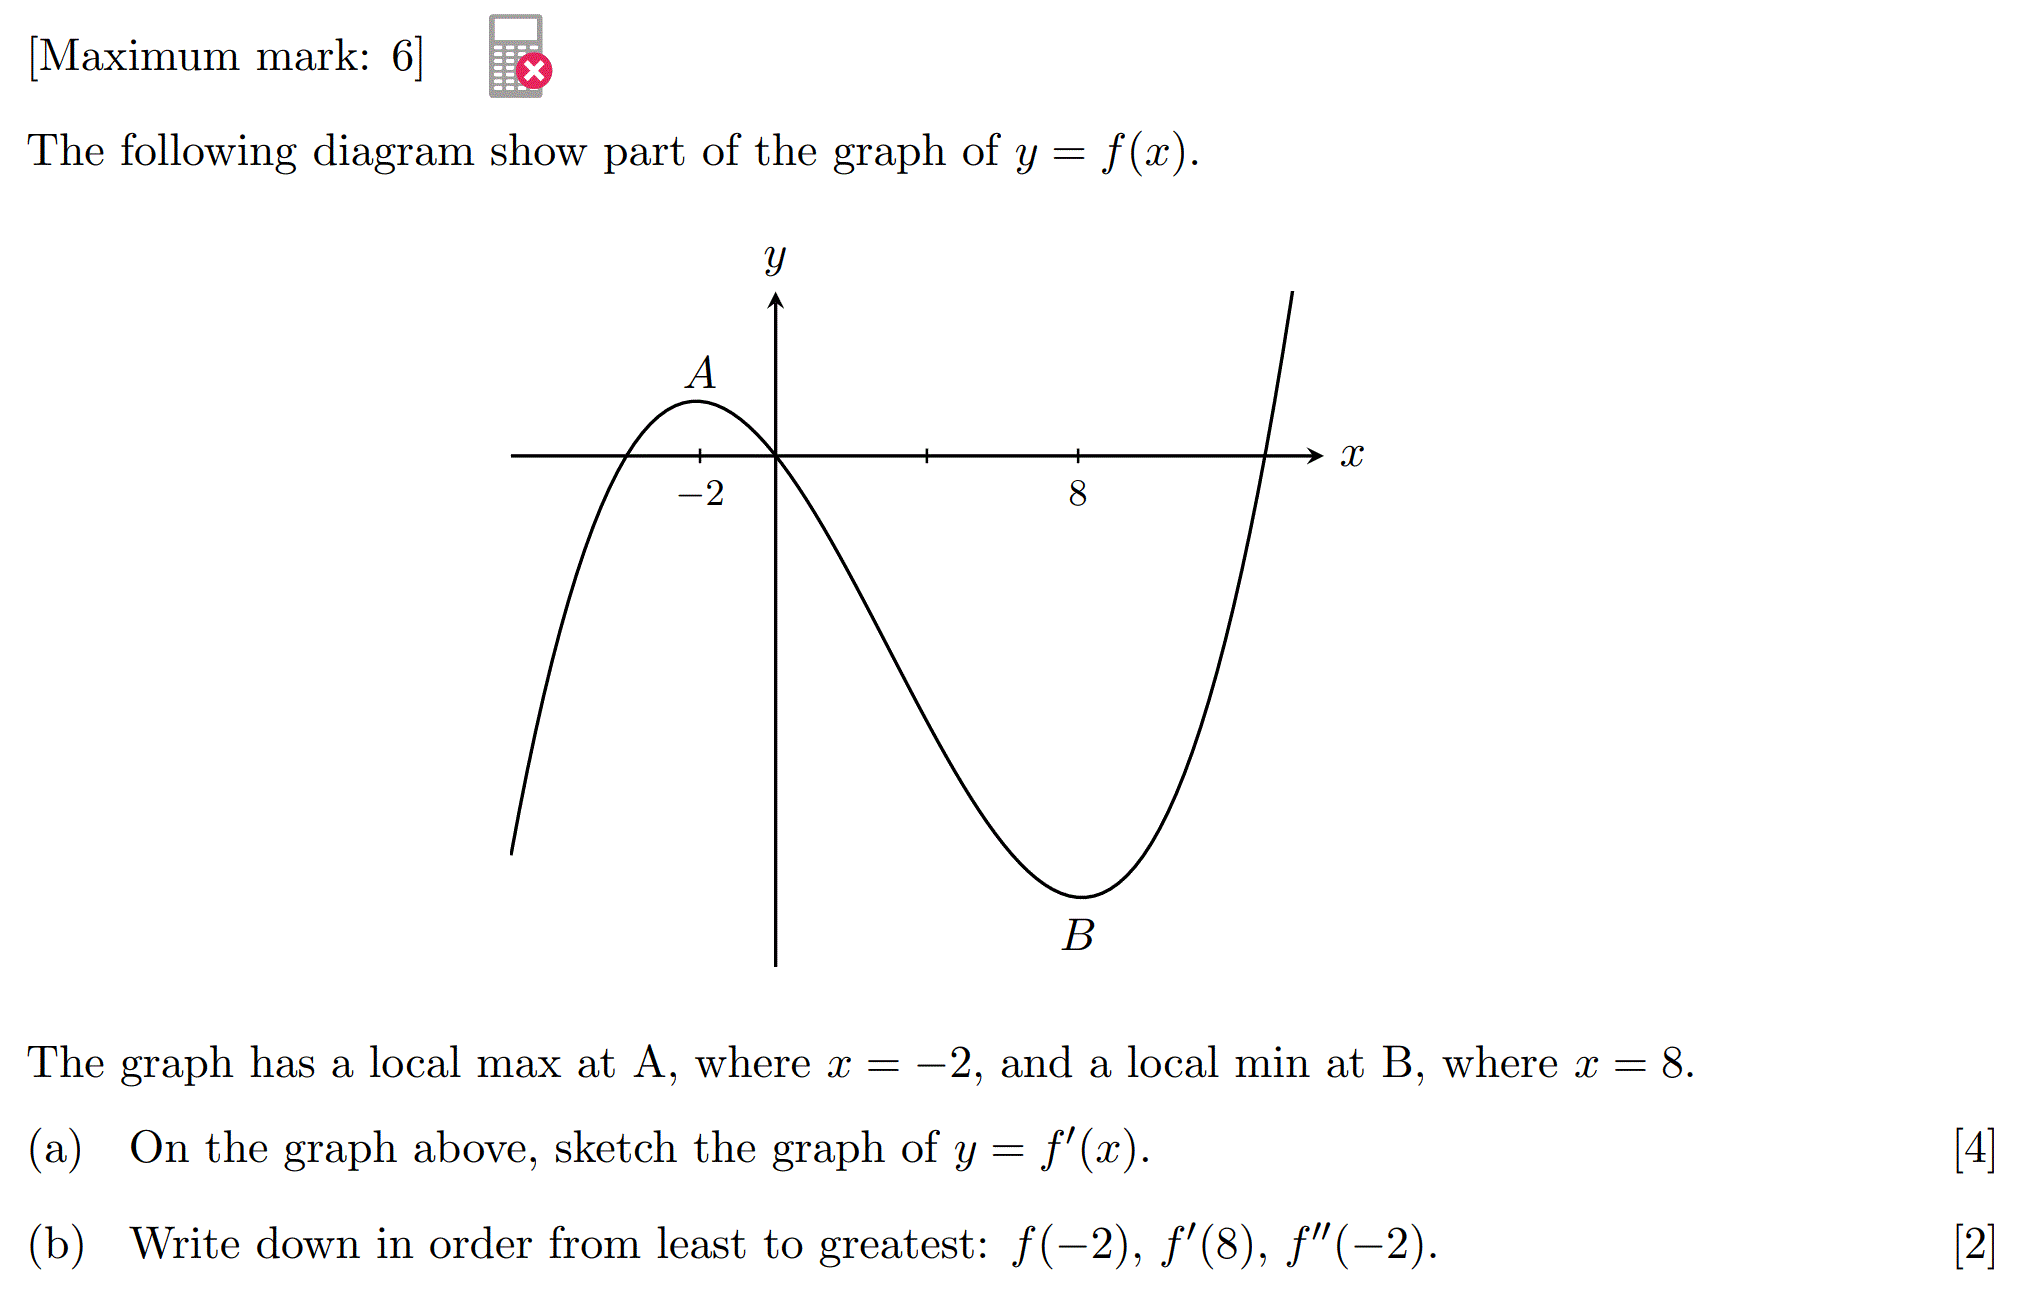 [Maximum mark: 6]
The following diagram show part of the graph of y = f(x).
y
A
x
−2
8
B
The graph has a local max at A, where x = −2, and a local min at B, where x = 8.
(a) On the graph above, sketch the graph of y = f′(x). [4]
(b) Write down in order from least to greatest: f(−2), f′(8), f″(−2). [2]